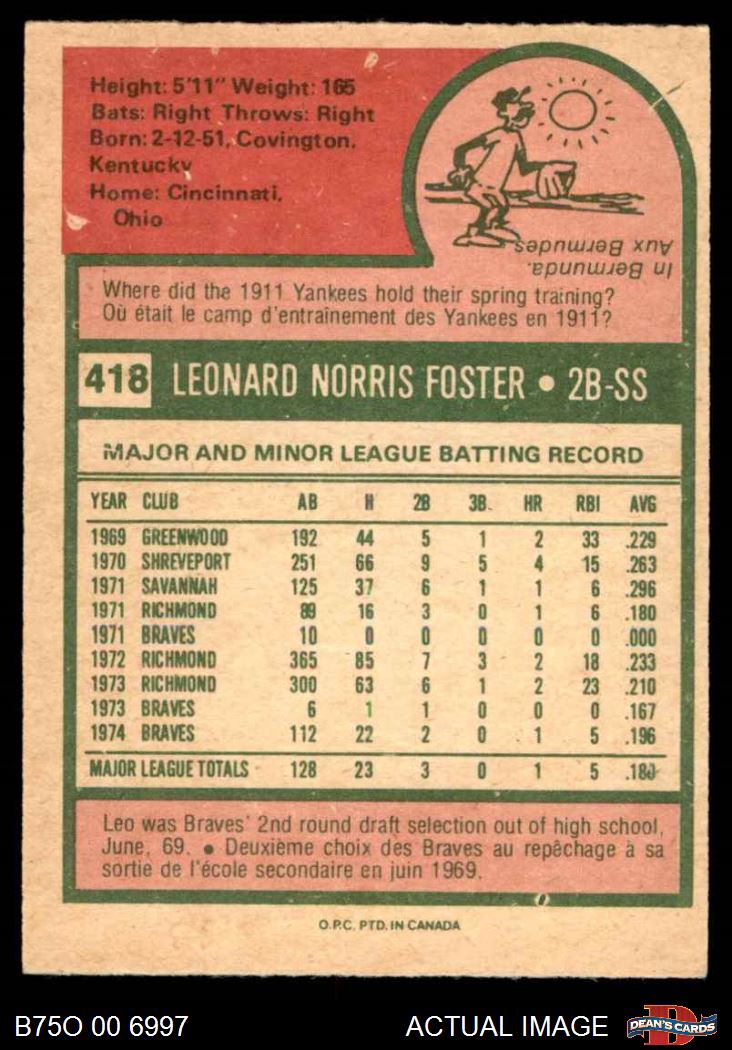 Height: 5'11" Weight: 165
Bats: Right Throws: Right
Born: 2-12-51, Covington,
Kentucky
Home: Cincinnati,
Ohio
In Bermunda.
Aux Bermudes
Where did the 1911 Yankees hold their spring training?
Où était le camp d'entraînement des Yankees en 1911?
418 LEONARD NORRIS FOSTER • 2B-SS
MAJOR AND MINOR LEAGUE BATTING RECORD
YEAR CLUB AB H 2B 3B HR RBI AVG
1969 GREENWOOD 192 44 5 1 2 33 .229
1970 SHREVEPORT 251 66 9 5 4 15 .263
1971 SAVANNAH 125 37 6 1 1 6 .296
1971 RICHMOND 89 16 3 0 1 6 .180
1971 BRAVES 10 0 0 0 0 0 .000
1972 RICHMOND 365 85 7 3 2 18 .233
1973 RICHMOND 300 63 6 1 2 23 .210
1973 BRAVES 6 1 1 0 0 0 .167
1974 BRAVES 112 22 2 0 1 5 .196
MAJOR LEAGUE TOTALS 128 23 3 0 1 5 .180
Leo was Braves' 2nd round draft selection out of high school,
June, 69. • Deuxième choix des Braves au repêchage à sa
sortie de l'école secondaire en juin 1969.
O.P.C. PTD. IN CANADA
B75O 00 6997 ACTUAL IMAGE D DEAN'S CARDS